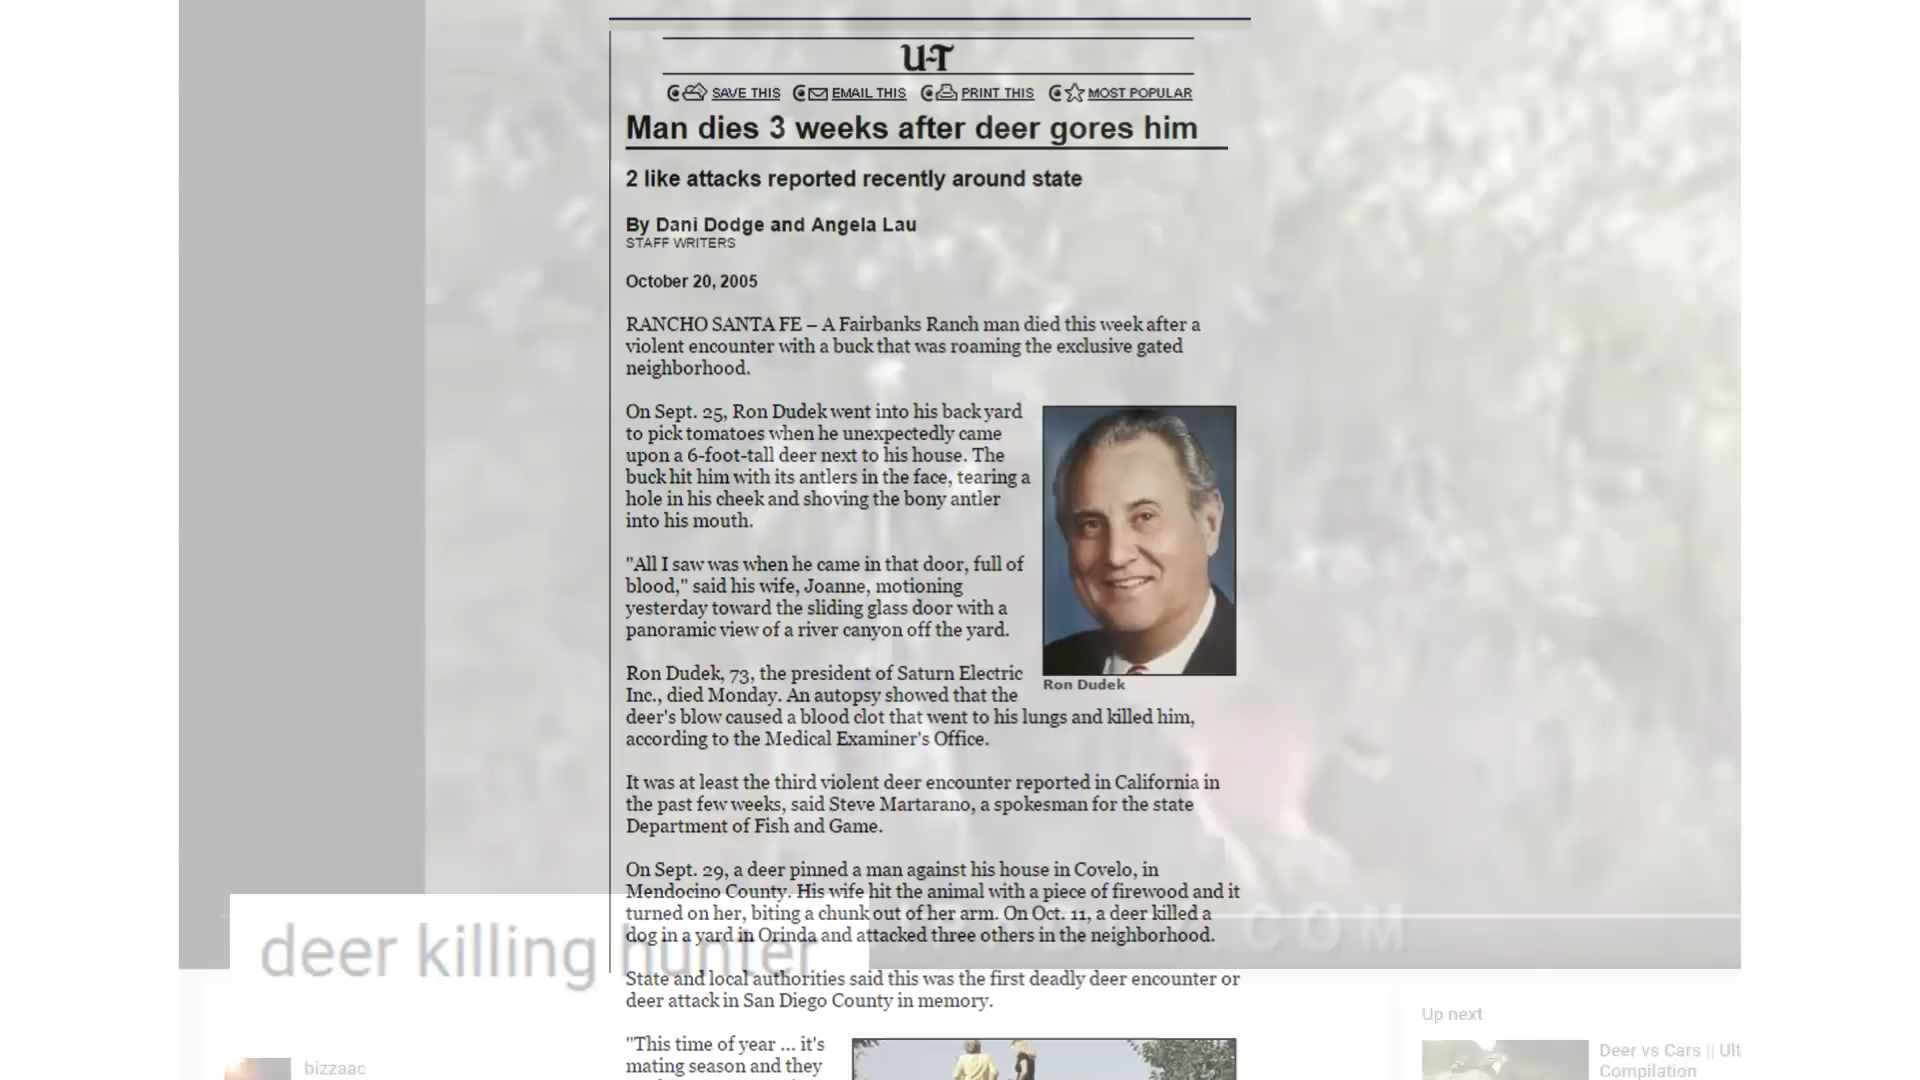 U-T
SAVE THIS EMAIL THIS PRINT THIS MOST POPULAR
Man dies 3 weeks after deer gores him
2 like attacks reported recently around state
By Dani Dodge and Angela Lau
STAFF WRITERS
October 20, 2005
RANCHO SANTA FE – A Fairbanks Ranch man died this week after a
violent encounter with a buck that was roaming the exclusive gated
neighborhood.
On Sept. 25, Ron Dudek went into his back yard
to pick tomatoes when he unexpectedly came
upon a 6-foot-tall deer next to his house. The
buck hit him with its antlers in the face, tearing a
hole in his cheek and shoving the bony antler
into his mouth.
"All I saw was when he came in that door, full of
blood," said his wife, Joanne, motioning
yesterday toward the sliding glass door with a
panoramic view of a river canyon off the yard.
Ron Dudek, 73, the president of Saturn Electric
Inc., died Monday. An autopsy showed that the
deer's blow caused a blood clot that went to his lungs and killed him,
according to the Medical Examiner's Office.
Ron Dudek
It was at least the third violent deer encounter reported in California in
the past few weeks, said Steve Martarano, a spokesman for the state
Department of Fish and Game.
On Sept. 29, a deer pinned a man against his house in Covelo, in
Mendocino County. His wife hit the animal with a piece of firewood and it
turned on her, biting a chunk out of her arm. On Oct. 11, a deer killed a
dog in a yard in Orinda and attacked three others in the neighborhood.
State and local authorities said this was the first deadly deer encounter or
deer attack in San Diego County in memory.
"This time of year ... it's
mating season and they
.COM
deer killing hunter
bizzaac
Up next
Deer vs Cars || Ult
Compilation